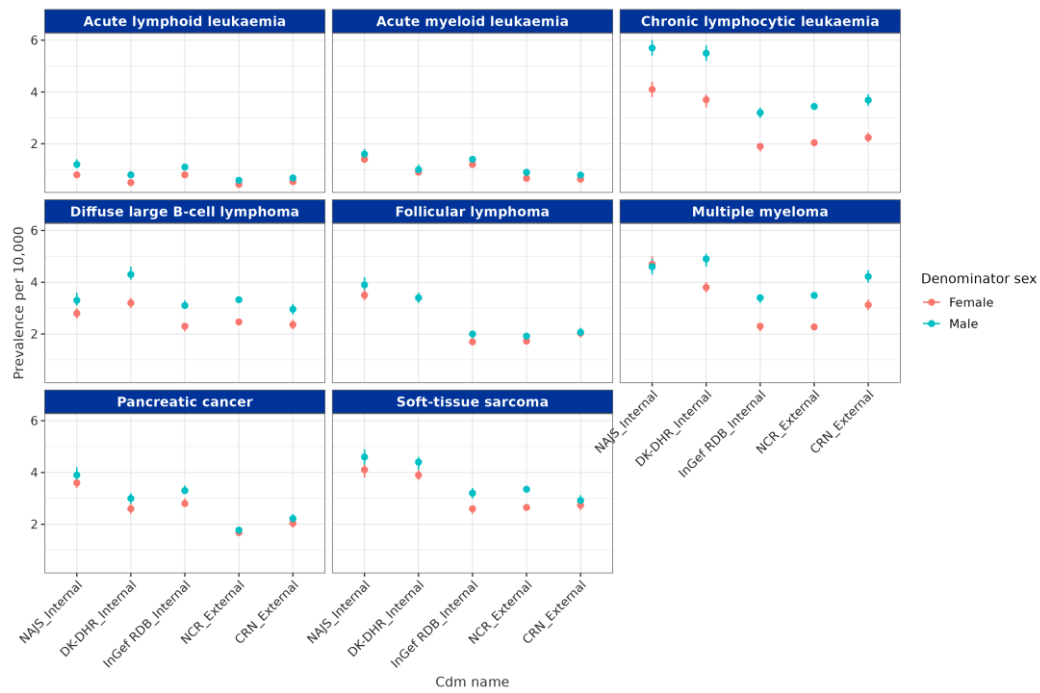 Acute lymphoid leukaemia
Acute myeloid leukaemia
Chronic lymphocytic leukaemia
6
4
2
Diffuse large B-cell lymphoma
Follicular lymphoma
Multiple myeloma
6
4
2
Prevalence per 10,000
Denominator sex
Female
Male
Pancreatic cancer
Soft-tissue sarcoma
6
4
2
NAJS_Internal
DK-DHR_Internal
InGef RDB_Internal
NCR_External
CRN_External
NAJS_Internal
DK-DHR_Internal
InGef RDB_Internal
NCR_External
CRN_External
NAJS_Internal
DK-DHR_Internal
InGef RDB_Internal
NCR_External
CRN_External
Cdm name